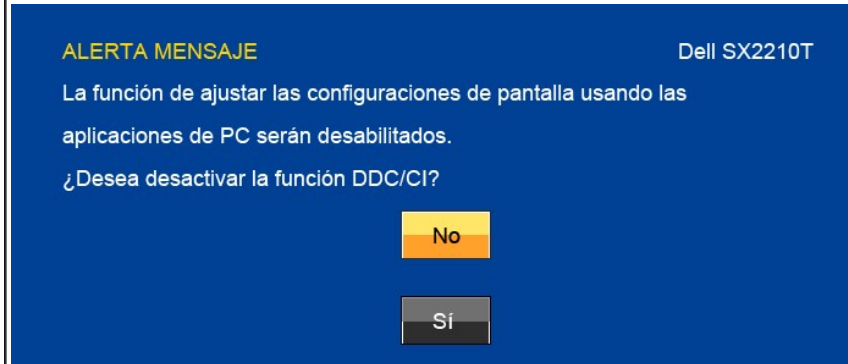 ALERTA MENSAJE Dell SX2210T
La función de ajustar las configuraciones de pantalla usando las
aplicaciones de PC serán desabilitados.
¿Desea desactivar la función DDC/CI?
No
Sí